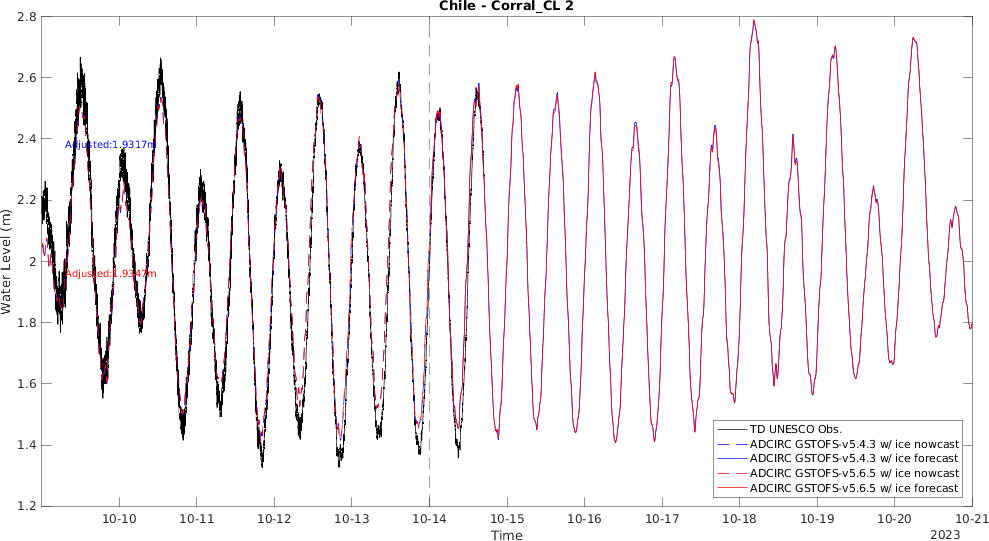 Chile - Corral_CL 2
Water Level (m)
2.8
2.6
2.4
2.2
2
1.8
1.6
1.4
1.2
Adjusted:1.9317m
Adjusted:1.9347m
TD UNESCO Obs.
ADCIRC GSTOFS-v5.4.3 w/ ice nowcast
ADCIRC GSTOFS-v5.4.3 w/ ice forecast
ADCIRC GSTOFS-v5.6.5 w/ ice nowcast
ADCIRC GSTOFS-v5.6.5 w/ ice forecast
10-10 10-11 10-12 10-13 10-14 10-15 10-16 10-17 10-18 10-19 10-20 10-21
Time
2023